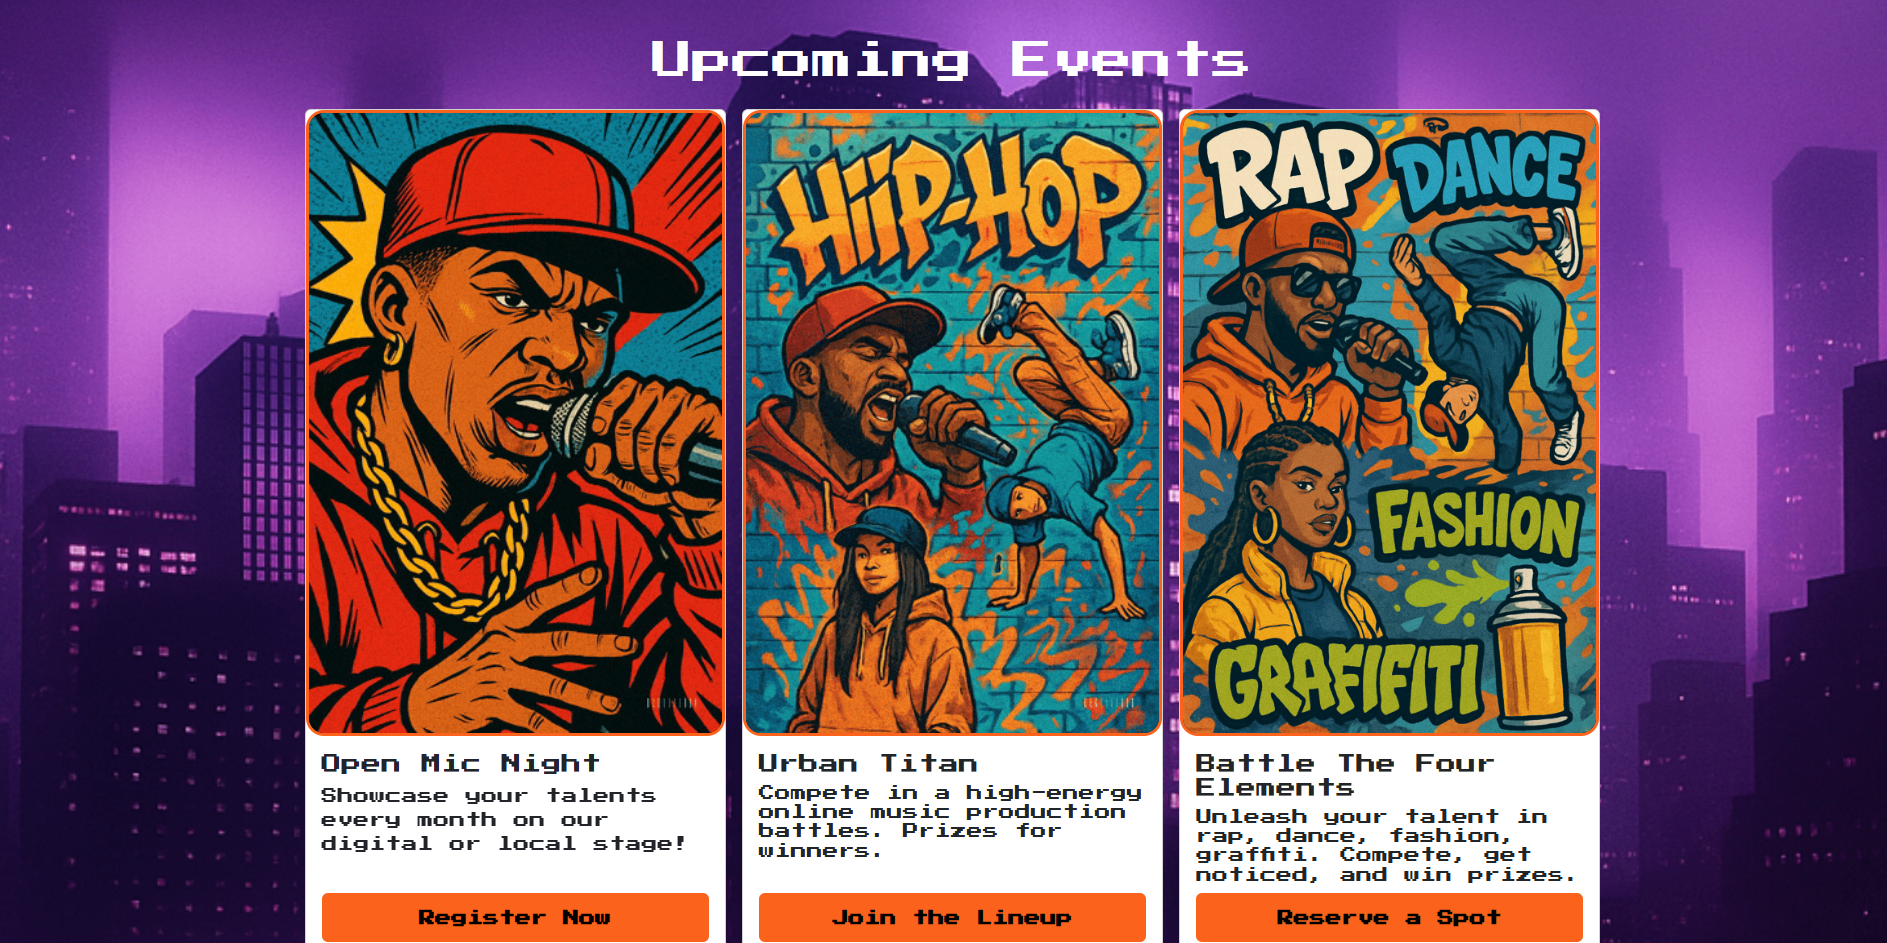 Upcoming Events
HiiP-HOP
RAP DANCE
FASHION
GRAFIFITI
Open Mic Night
Showcase your talents
every month on our
digital or local stage!
Register Now
Urban Titan
Compete in a high-energy
online music production
battles. Prizes for
winners.
Join the Lineup
Battle The Four
Elements
Unleash your talent in
rap, dance, fashion,
graffiti. Compete, get
noticed, and win prizes.
Reserve a Spot